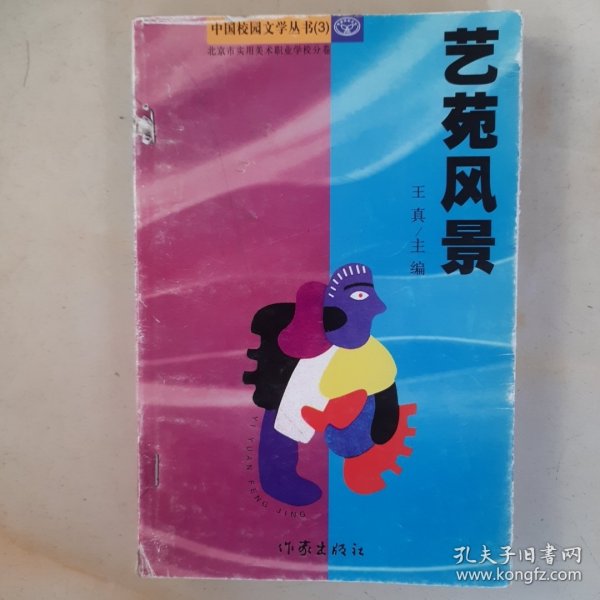 中国校园文学丛书(3)
北京市实用美术职业学校分卷
艺苑风景
王真/主编
YI YUAN FENG JING
作家出版社
孔夫子旧书网
www.kongfz.com